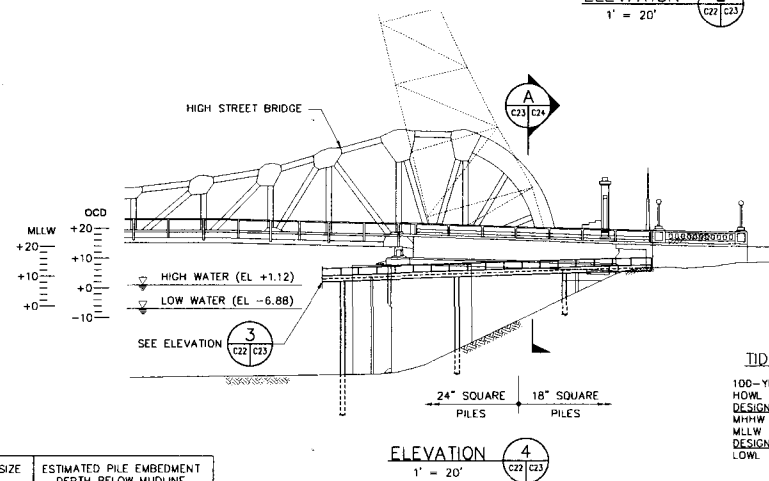 ELEVATION
1' = 20'
C22 C23
HIGH STREET BRIDGE
A
C23 C24
MLLW
OCD
+20
+10
+0
+20
+10
+0
-10
HIGH WATER (EL +1.12)
LOW WATER (EL -6.88)
SEE ELEVATION
3
C22 C23
24" SQUARE
PILES
18" SQUARE
PILES
TID
100-Y
HOWL
DESIGN
MHHW
MLLW
DESIGN
LOWL
ELEVATION
1' = 20'
4
C22 C23
SIZE
ESTIMATED PILE EMBEDMENT
DEPTH BELOW MUDLINE